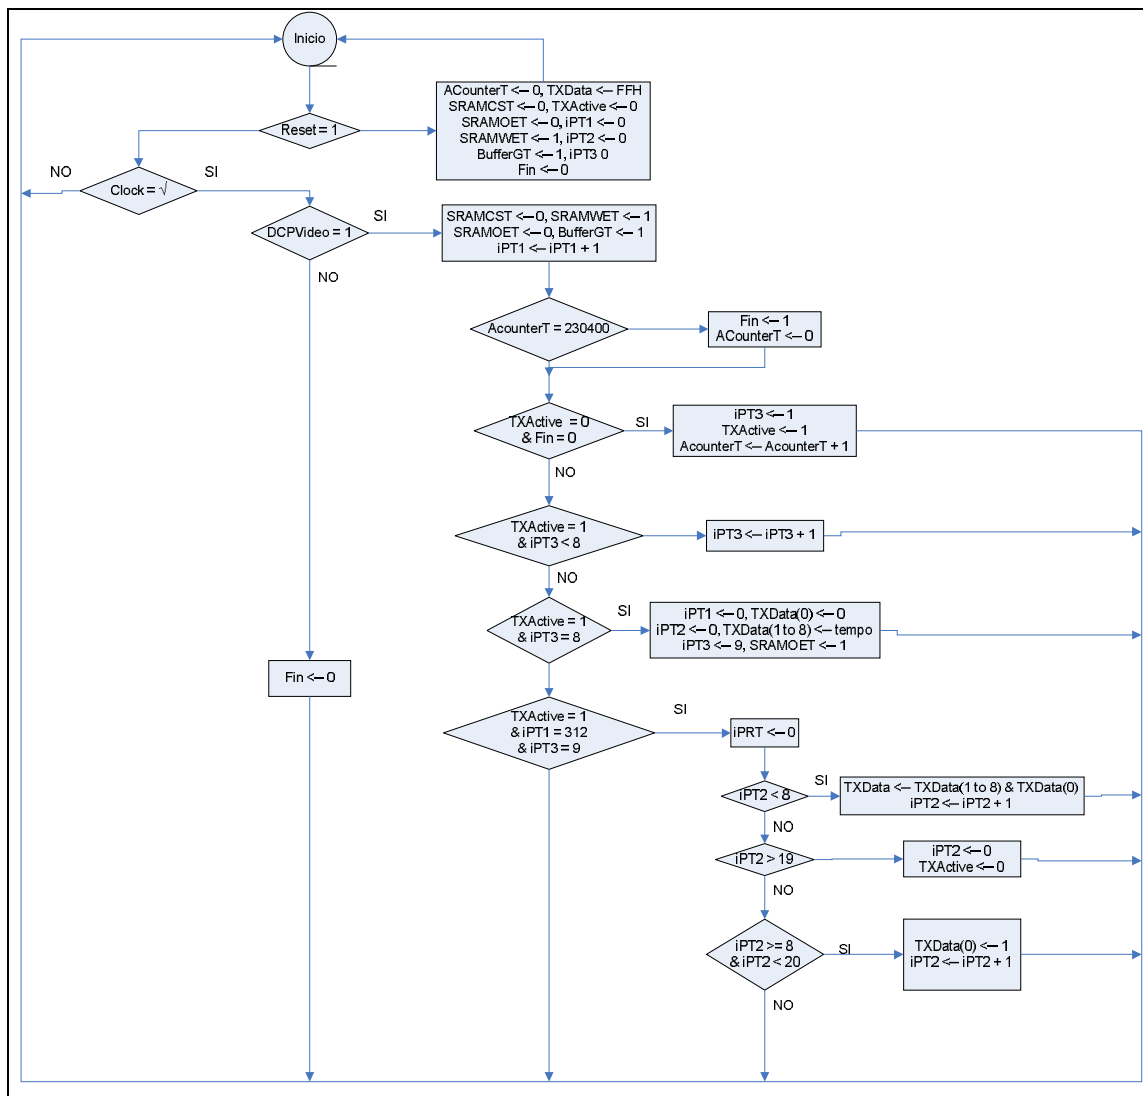 Inicio
ACounterT <-- 0, TXData <-- FFH
SRAMCST <-- 0, TXActive <-- 0
SRAMOET <-- 0, iPT1 <-- 0
SRAMWET <-- 1, iPT2 <-- 0
BufferGT <-- 1, iPT3 0
Fin <-- 0
Reset = 1
NO
SI
Clock = √
DCPVideo = 1
SI
NO
SRAMCST <-- 0, SRAMWET <-- 1
SRAMOET <-- 0, BufferGT <-- 1
iPT1 <-- iPT1 + 1
AcounterT = 230400
Fin <-- 1
ACounterT <-- 0
TXActive = 0
& Fin = 0
SI
NO
iPT3 <-- 1
TXActive <-- 1
AcounterT <-- AcounterT + 1
TXActive = 1
& iPT3 < 8
NO
iPT3 <-- iPT3 + 1
TXActive = 1
& iPT3 = 8
SI
iPT1 <-- 0, TXData(0) <-- 0
iPT2 <-- 0, TXData(1 to 8) <-- tempo
iPT3 <-- 9, SRAMOET <-- 1
Fin <-- 0
TXActive = 1
& iPT1 = 312
& iPT3 = 9
SI
iPRT <-- 0
iPT2 < 8
SI
NO
TXData <-- TXData(1 to 8) & TXData(0)
iPT2 <-- iPT2 + 1
iPT2 > 19
NO
iPT2 <-- 0
TXActive <-- 0
iPT2 >= 8
& iPT2 < 20
SI
NO
TXData(0) <-- 1
iPT2 <-- iPT2 + 1